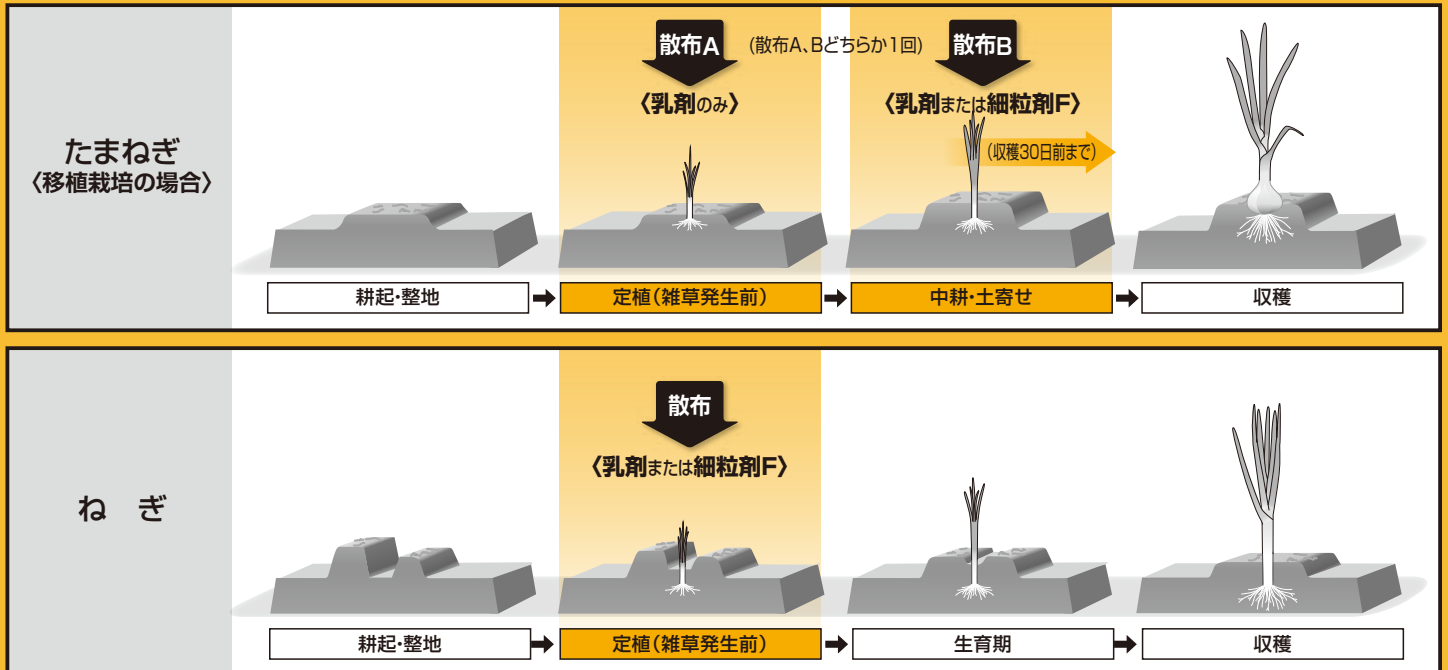 たまねぎ
〈移植栽培の場合〉
散布A
(散布A、Bどちらか1回)
散布B
〈乳剤のみ〉
〈乳剤または細粒剤F〉
(収穫30日前まで)
耕起・整地
定植(雑草発生前)
中耕・土寄せ
収穫
ねぎ
散布
〈乳剤または細粒剤F〉
耕起・整地
定植(雑草発生前)
生育期
収穫